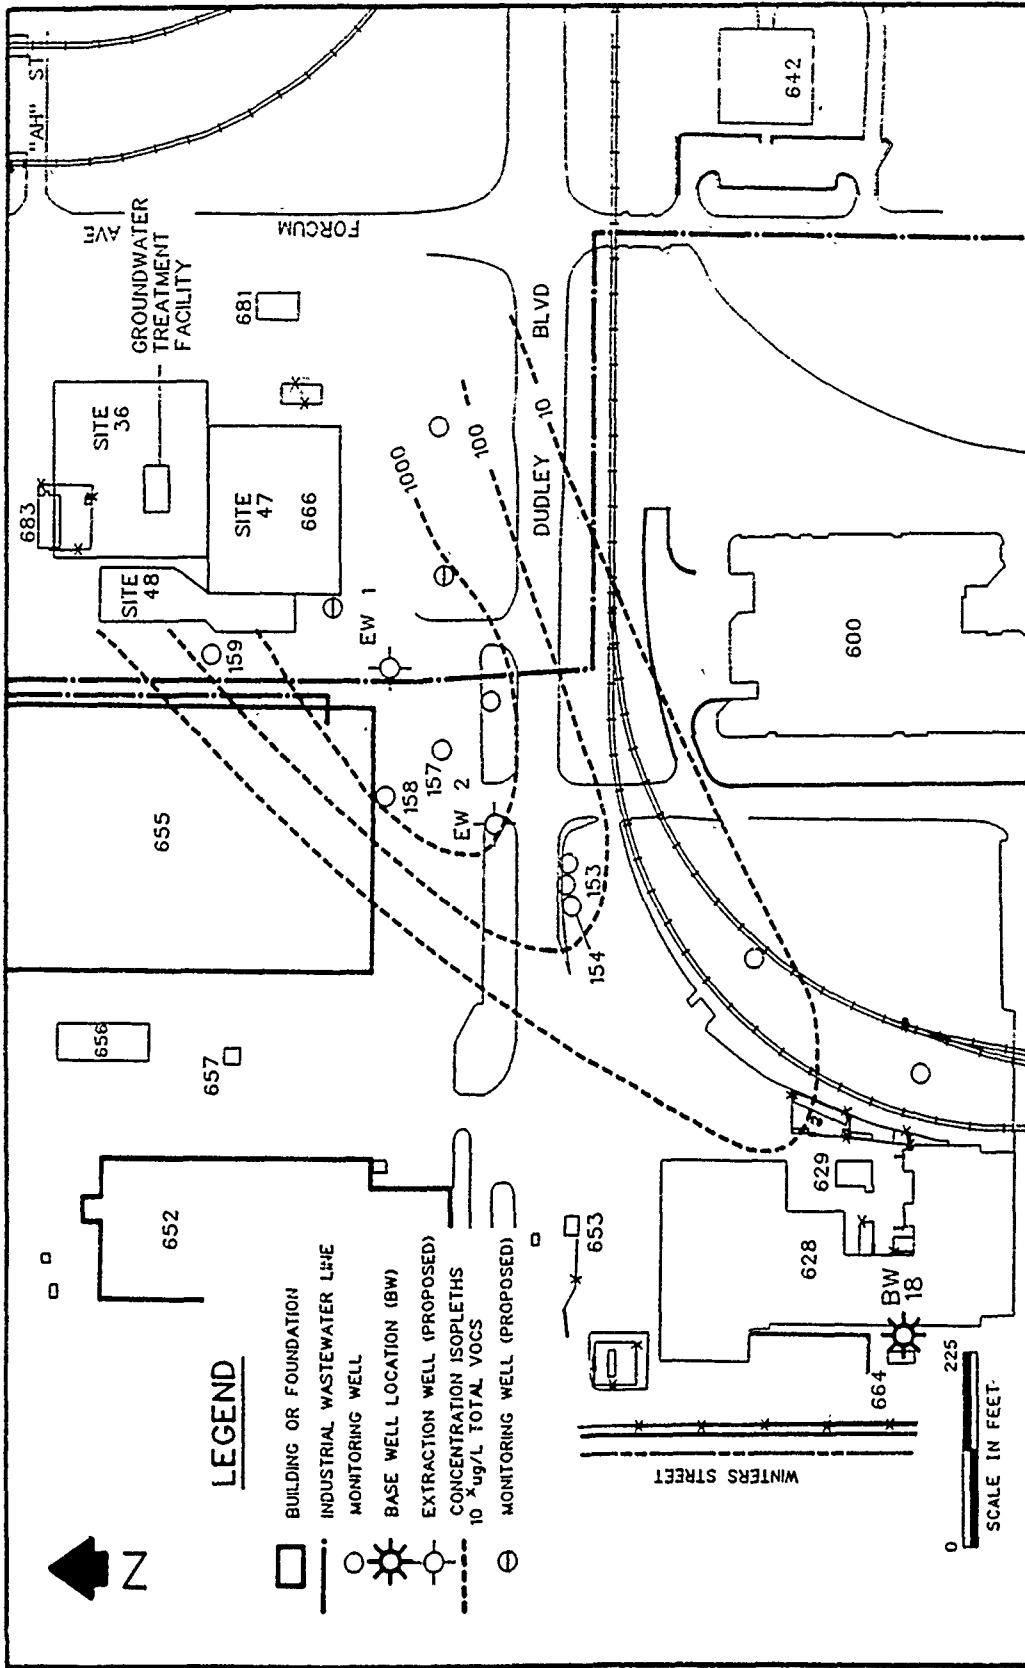 "AH" ST
FORCUM
AVE
642
GROUNDWATER
TREATMENT
FACILITY
681
SITE
36
683
SITE
47
666
SITE
48
1000
100
10
DUDLEY
BLVD
EW 1
159
157
158
EW 2
655
153
154
600
656
657
652
653
629
628
BW
18
664
WINTERS STREET
LEGEND
BUILDING OR FOUNDATION
INDUSTRIAL WASTEWATER LINE
MONITORING WELL
BASE WELL LOCATION (BW)
EXTRACTION WELL (PROPOSED)
CONCENTRATION ISOPLETHS
10 x ug/L TOTAL VOCS
MONITORING WELL (PROPOSED)
N
0
225
SCALE IN FEET